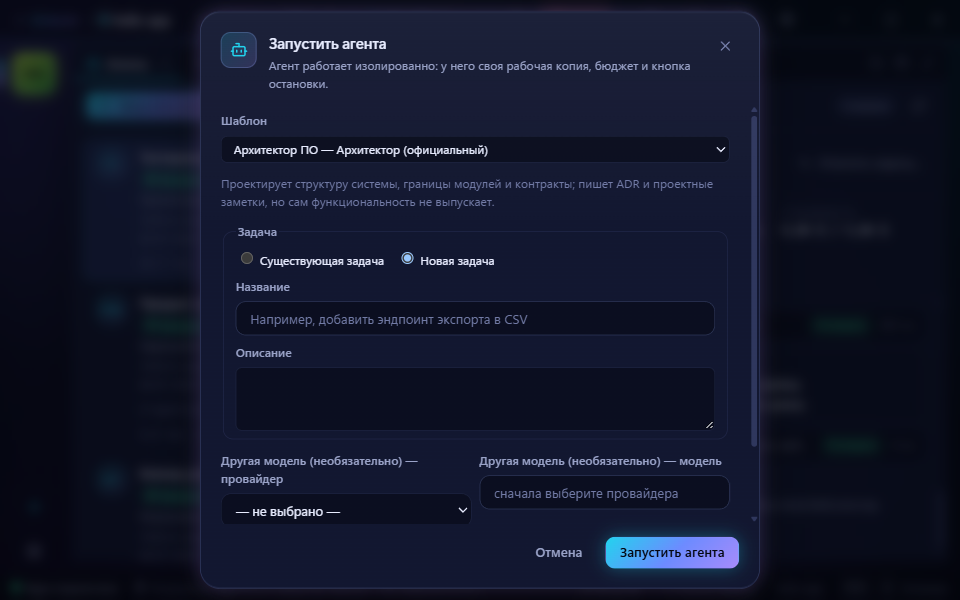 Запустить агента
Агент работает изолированно: у него своя рабочая копия, бюджет и кнопка
остановки.
Шаблон
Архитектор ПО — Архитектор (официальный)
Проектирует структуру системы, границы модулей и контракты; пишет ADR и проектные
заметки, но сам функциональность не выпускает.
Задача
Существующая задача
Новая задача
Название
Например, добавить эндпоинт экспорта в CSV
Описание
Другая модель (необязательно) —
провайдер
Другая модель (необязательно) — модель
— не выбрано —
сначала выберите провайдера
Отмена
Запустить агента